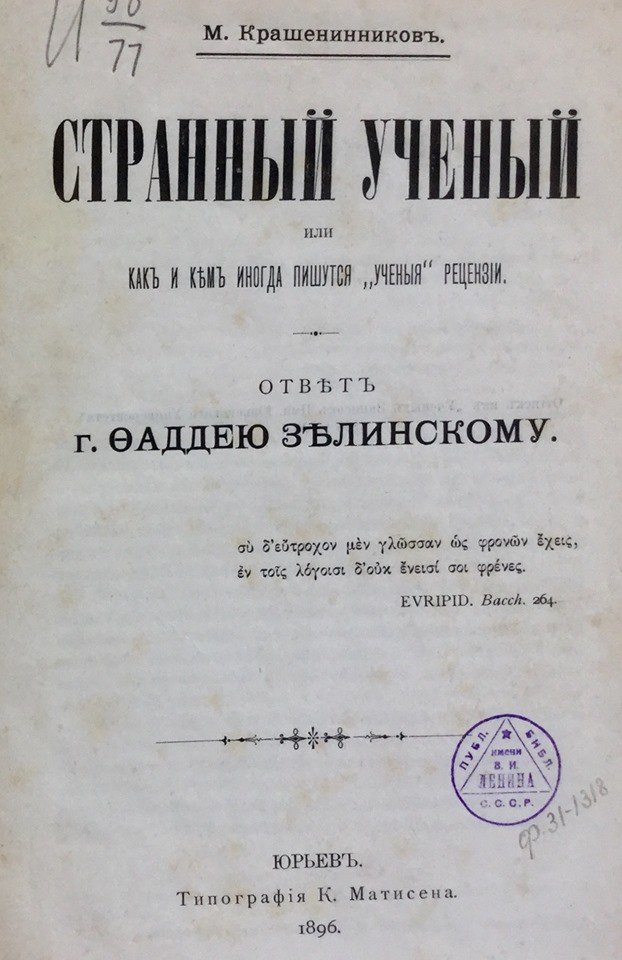 И 98
77
М. Крашенинниковъ.
СТРАННЫЙ УЧЕНЫЙ
или
КАКЪ И КѢМЪ ИНОГДА ПИШУТСЯ „УЧЕНЫЯ“ РЕЦЕНЗІИ.
ОТВѢТЪ
г. ѲАДДЕЮ ЗѢЛИНСКОМУ.
σὺ δ'εὔτροχον μὲν γλῶσσαν ὡς φρονῶν ἔχεις,
ἐν τοῖς λόγοισι δ'οὐκ ἔνεισί σοι φρένες.
EVRIPID. Bacch. 264.
ПУБЛ. БИБЛ.
ИМЕНИ
В. И.
ЛЕНИНА
С.С.С.Р.
ф.31-1318
ЮРЬЕВЪ.
Типографія К. Матисена.
1896.